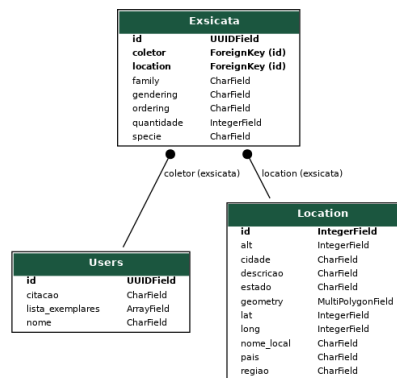 Exsicata
id UUIDField
coletor ForeignKey (id)
location ForeignKey (id)
family CharField
gendering CharField
ordering CharField
quantidade IntegerField
specie CharField
coletor (exsicata) location (exsicata)
Users
id UUIDField
citacao CharField
lista_exemplares ArrayField
nome CharField
Location
id IntegerField
alt IntegerField
cidade CharField
descricao CharField
estado CharField
geometry MultiPolygonField
lat IntegerField
long IntegerField
nome_local CharField
pais CharField
regiao CharField